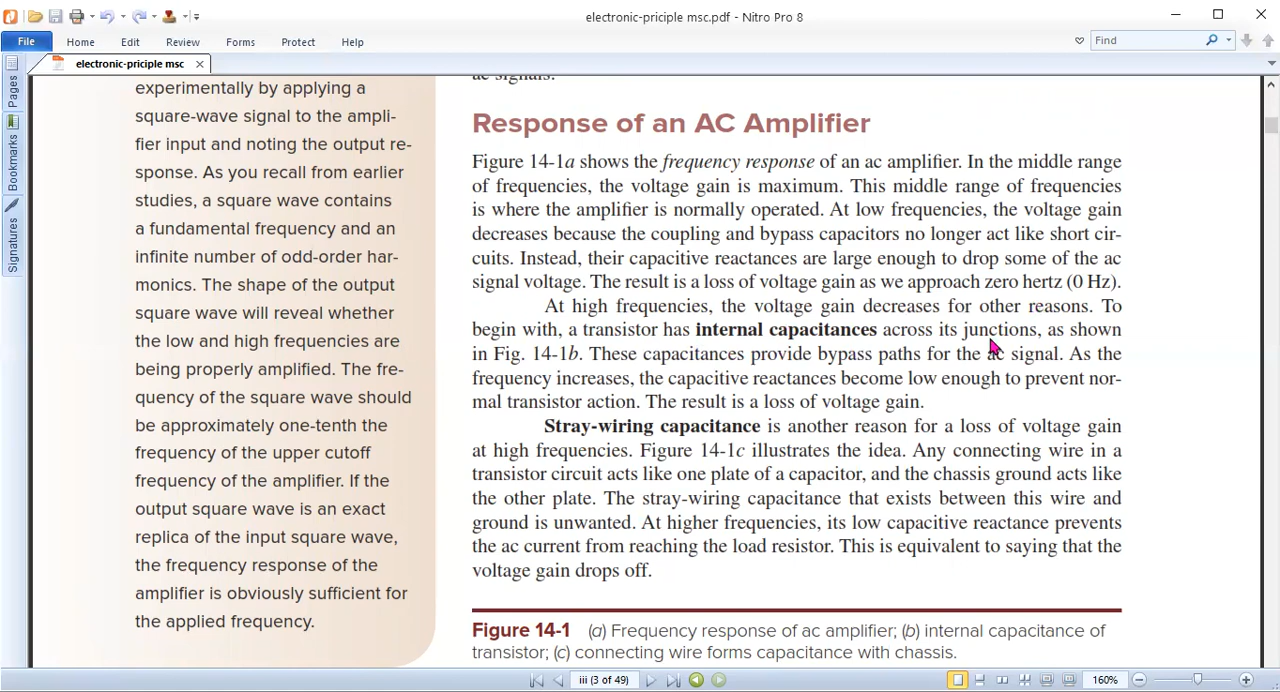 electronic-priciple msc.pdf - Nitro Pro 8
File Home Edit Review Forms Protect Help Find
electronic-priciple msc
Pages
Bookmarks
Signatures
experimentally by applying a
square-wave signal to the ampli-
fier input and noting the output re-
sponse. As you recall from earlier
studies, a square wave contains
a fundamental frequency and an
infinite number of odd-order har-
monics. The shape of the output
square wave will reveal whether
the low and high frequencies are
being properly amplified. The fre-
quency of the square wave should
be approximately one-tenth the
frequency of the upper cutoff
frequency of the amplifier. If the
output square wave is an exact
replica of the input square wave,
the frequency response of the
amplifier is obviously sufficient for
the applied frequency.
ac signals.
Response of an AC Amplifier
Figure 14-1a shows the frequency response of an ac amplifier. In the middle range
of frequencies, the voltage gain is maximum. This middle range of frequencies
is where the amplifier is normally operated. At low frequencies, the voltage gain
decreases because the coupling and bypass capacitors no longer act like short cir-
cuits. Instead, their capacitive reactances are large enough to drop some of the ac
signal voltage. The result is a loss of voltage gain as we approach zero hertz (0 Hz).
At high frequencies, the voltage gain decreases for other reasons. To
begin with, a transistor has internal capacitances across its junctions, as shown
in Fig. 14-1b. These capacitances provide bypass paths for the ac signal. As the
frequency increases, the capacitive reactances become low enough to prevent nor-
mal transistor action. The result is a loss of voltage gain.
Stray-wiring capacitance is another reason for a loss of voltage gain
at high frequencies. Figure 14-1c illustrates the idea. Any connecting wire in a
transistor circuit acts like one plate of a capacitor, and the chassis ground acts like
the other plate. The stray-wiring capacitance that exists between this wire and
ground is unwanted. At higher frequencies, its low capacitive reactance prevents
the ac current from reaching the load resistor. This is equivalent to saying that the
voltage gain drops off.
Figure 14-1 (a) Frequency response of ac amplifier; (b) internal capacitance of
transistor; (c) connecting wire forms capacitance with chassis.
iii (3 of 49)
160%